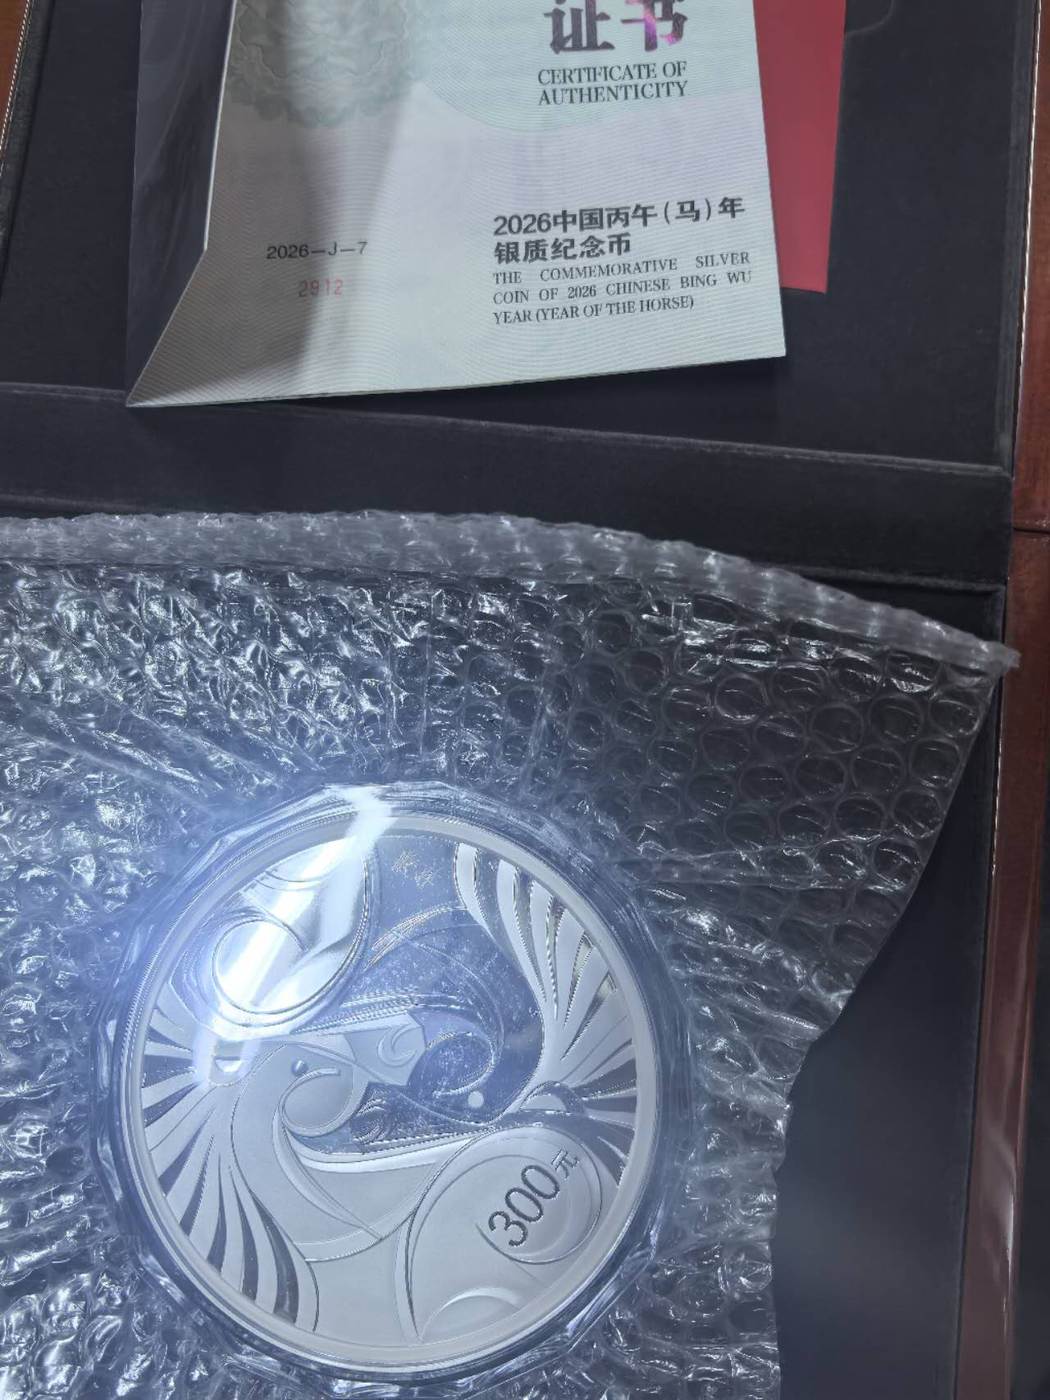 证书
CERTIFICATE OF
AUTHENTICITY
2026中国丙午(马)年
银质纪念币
THE COMMEMORATIVE SILVER
COIN OF 2026 CHINESE BING WU
YEAR (YEAR OF THE HORSE)
2026-J-7
2912
300元